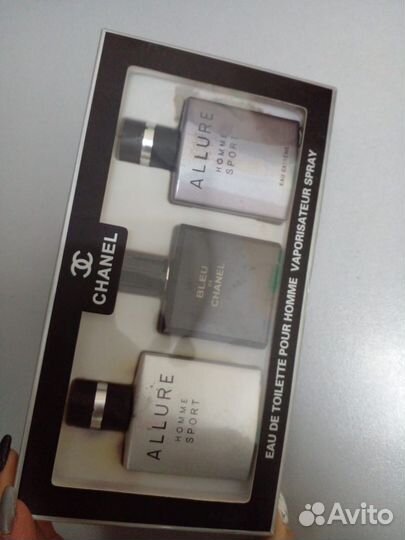 CHANEL
ALLURE
HOMME
SPORT
EAU EXTRÊME
BLEU
DE
CHANEL
ALLURE
HOMME
SPORT
EAU DE TOILETTE POUR HOMME VAPORISATEUR SPRAY
Avito